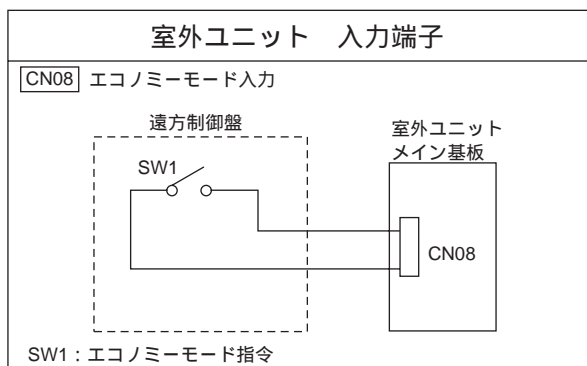 室外ユニット 入力端子
CN08 エコノミーモード入力
遠方制御盤
室外ユニット
メイン基板
SW1
CN08
SW1：エコノミーモード指令